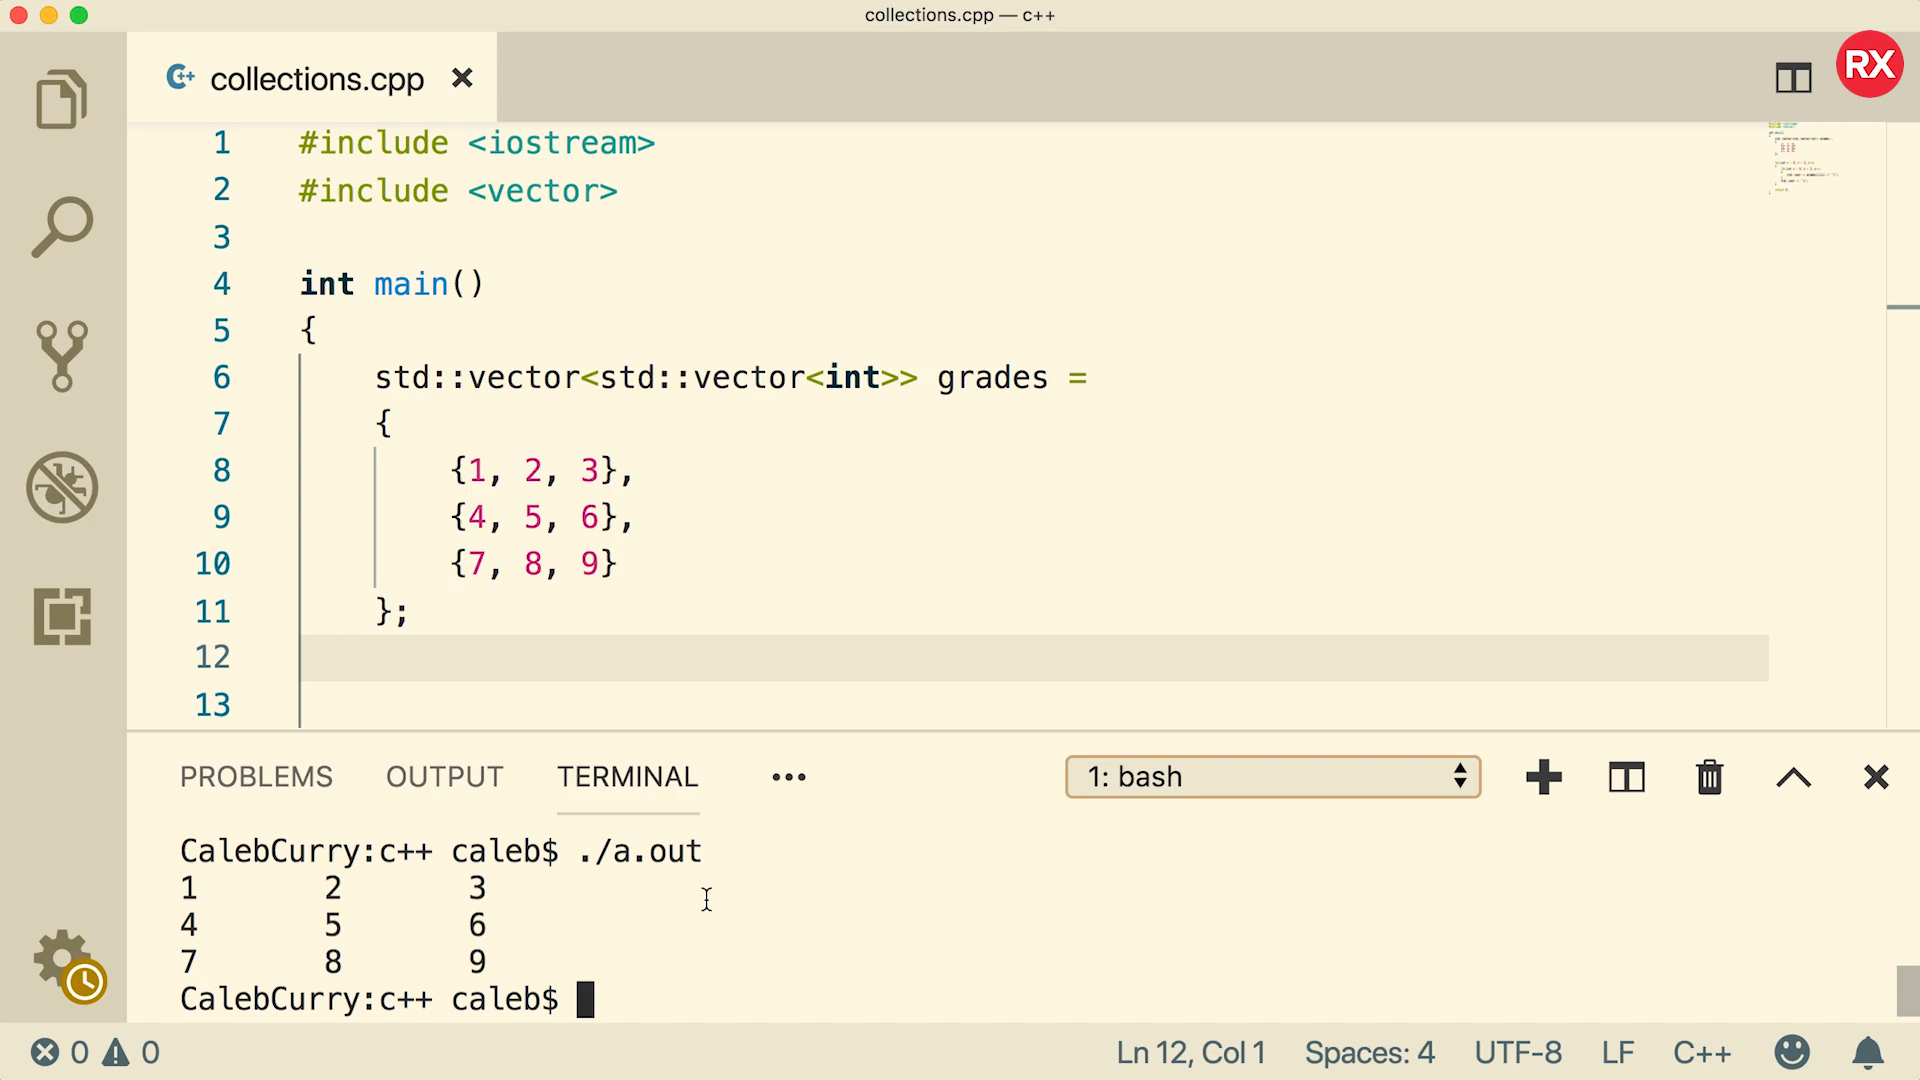 collections.cpp — c++
collections.cpp
RX
1 #include <iostream>
2 #include <vector>
3
4 int main()
5 {
6 std::vector<std::vector<int>> grades =
7 {
8 {1, 2, 3},
9 {4, 5, 6},
10 {7, 8, 9}
11 };
12
13
PROBLEMS OUTPUT TERMINAL ••• 1: bash
CalebCurry:c++ caleb$ ./a.out
1 2 3
4 5 6
7 8 9
CalebCurry:c++ caleb$
0 0 Ln 12, Col 1 Spaces: 4 UTF-8 LF C++